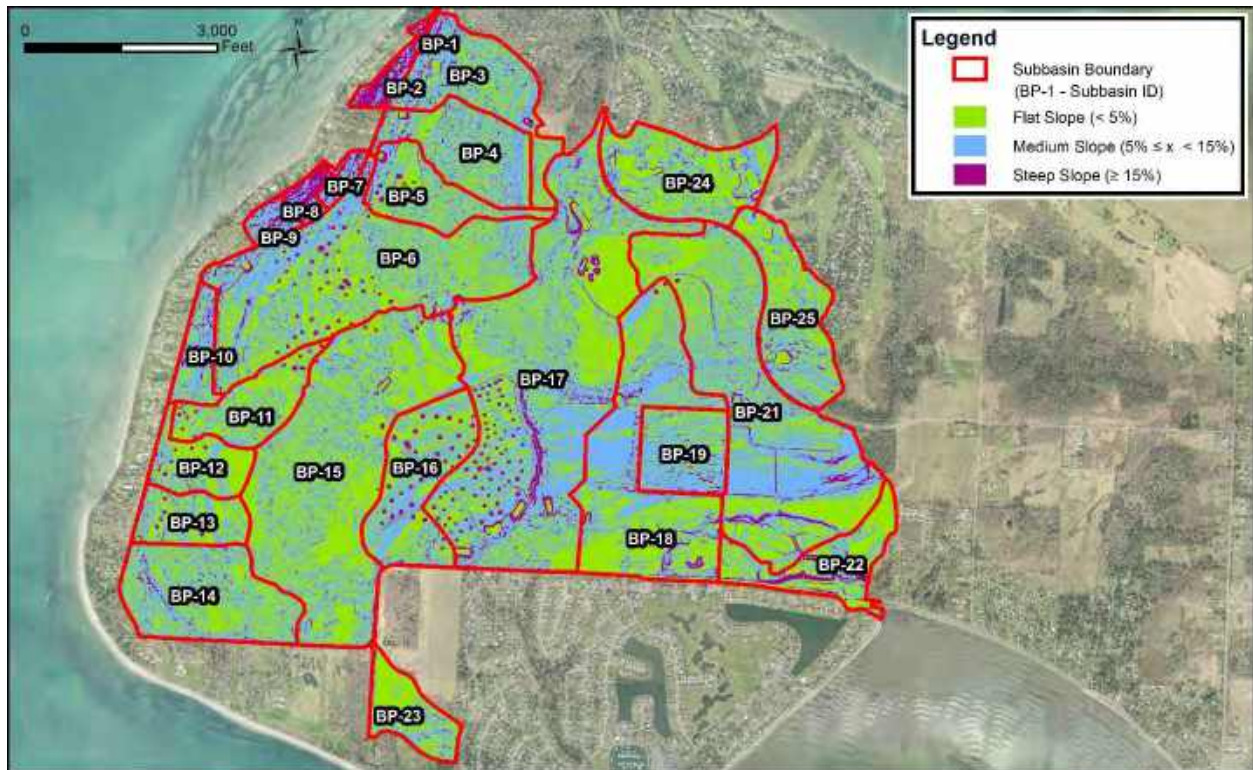 0 3,000
Feet
N
Legend
Subbasin Boundary
(BP-1 - Subbasin ID)
Flat Slope (< 5%)
Medium Slope (5% ≤ x < 15%)
Steep Slope (≥ 15%)
BP-1
BP-3
BP-2
BP-4
BP-7
BP-5
BP-24
BP-8
BP-9
BP-6
BP-25
BP-10
BP-17
BP-11
BP-21
BP-12
BP-15
BP-16
BP-19
BP-13
BP-18
BP-22
BP-14
BP-23